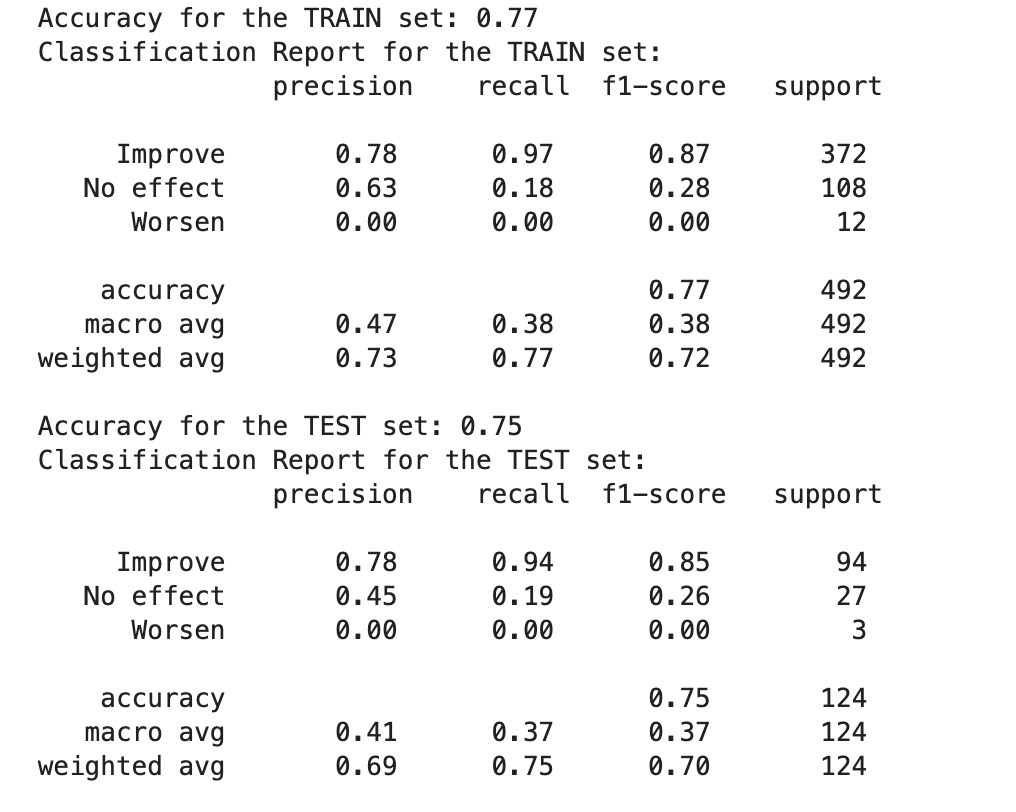 Accuracy for the TRAIN set: 0.77
Classification Report for the TRAIN set:
precision recall f1-score support
Improve 0.78 0.97 0.87 372
No effect 0.63 0.18 0.28 108
Worsen 0.00 0.00 0.00 12
accuracy 0.77 492
macro avg 0.47 0.38 0.38 492
weighted avg 0.73 0.77 0.72 492
Accuracy for the TEST set: 0.75
Classification Report for the TEST set:
precision recall f1-score support
Improve 0.78 0.94 0.85 94
No effect 0.45 0.19 0.26 27
Worsen 0.00 0.00 0.00 3
accuracy 0.75 124
macro avg 0.41 0.37 0.37 124
weighted avg 0.69 0.75 0.70 124